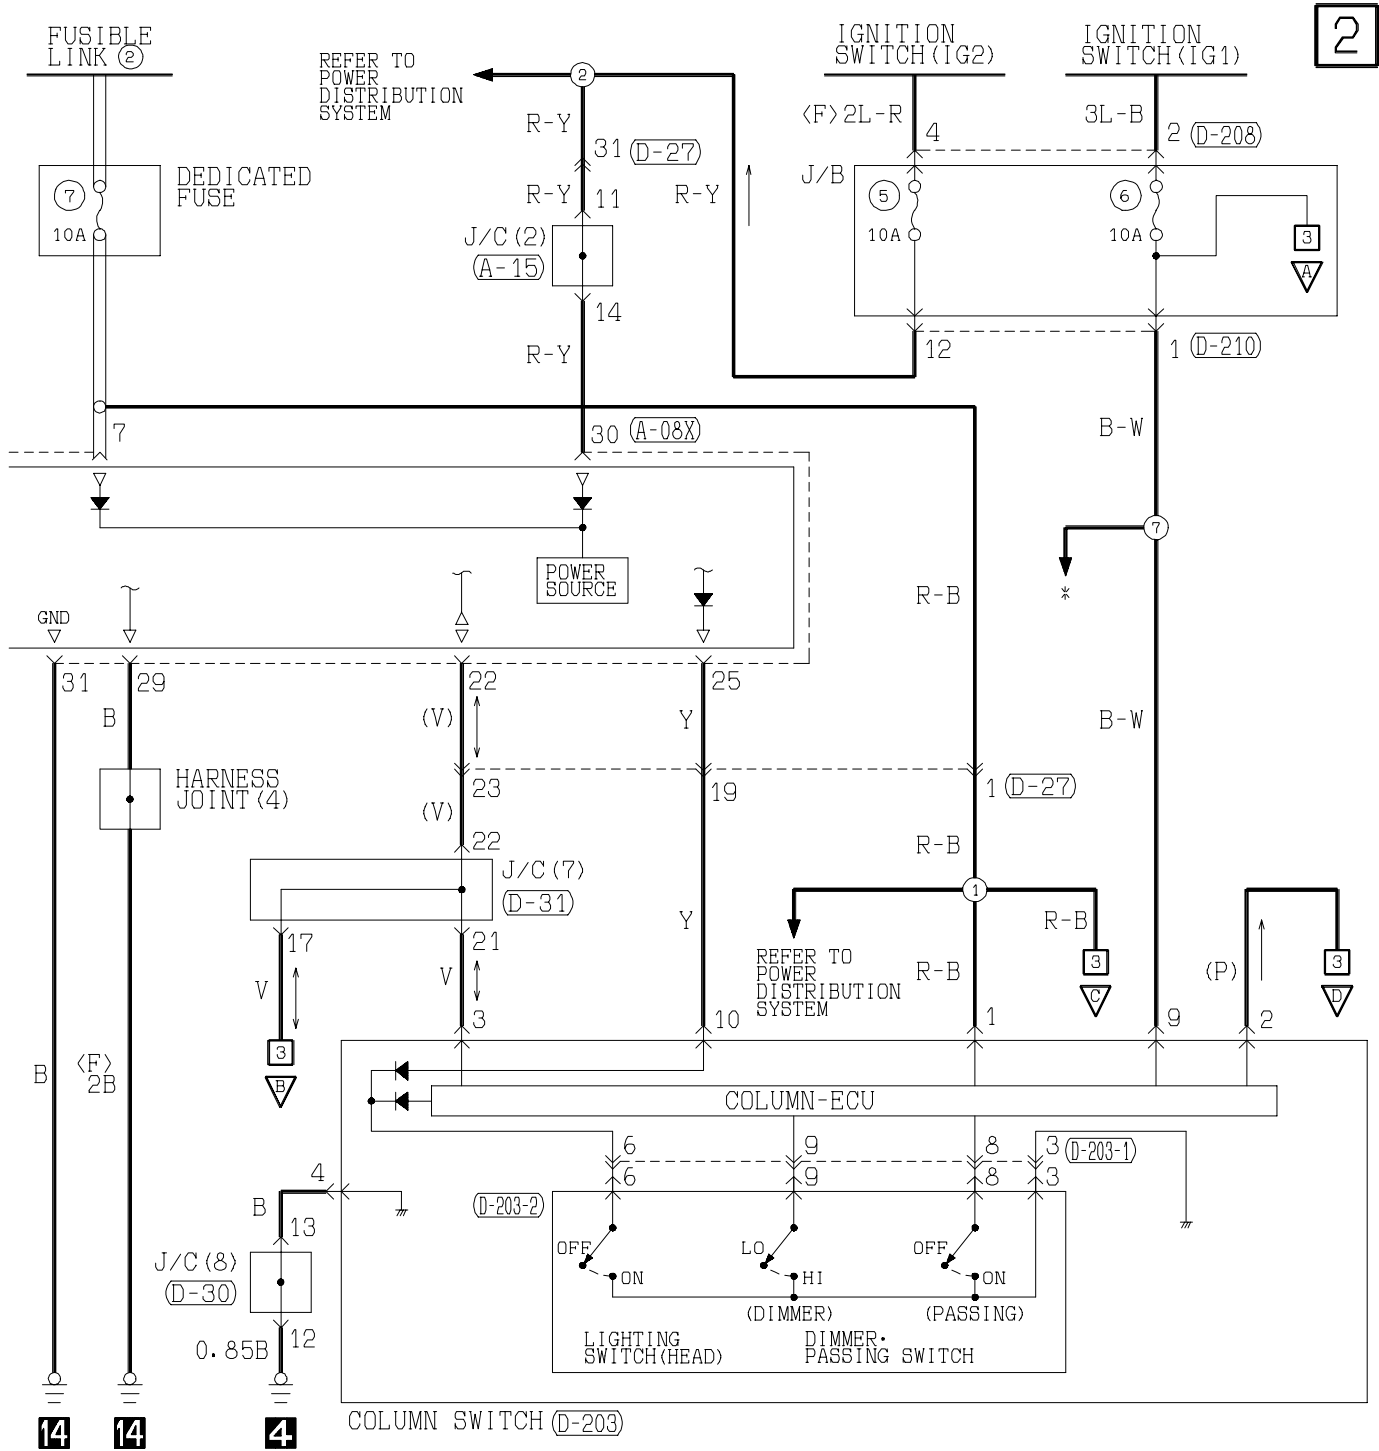 2
FUSIBLE
LINK ②
REFER TO
POWER
DISTRIBUTION
SYSTEM
2
IGNITION
SWITCH(IG2)
IGNITION
SWITCH(IG1)
R-Y
<F>2L-R
4
3L-B
2
D-208
31
D-27
DEDICATED
FUSE
7
10A
R-Y
11
R-Y
J/B
5
10A
6
10A
3
A
J/C(2)
A-15
14
R-Y
12
1
D-210
7
30
A-08X
B-W
7
*
POWER
SOURCE
R-B
GND
31
29
22
25
B
(V)
Y
B-W
HARNESS
JOINT(4)
23
19
1
D-27
(V)
22
R-B
J/C(7)
D-31
1
17
21
Y
R-B
REFER TO
POWER
DISTRIBUTION
SYSTEM
3
C
R-B
(P)
3
D
V
V
3
10
1
9
2
3
B
B
<F>
2B
COLUMN-ECU
6
9
8
3
D-203-1
6
9
8
3
D-203-2
4
B
13
OFF
ON
LO
HI
OFF
ON
J/C(8)
D-30
(DIMMER)
(PASSING)
12
0.85B
LIGHTING
SWITCH(HEAD)
DIMMER·
PASSING SWITCH
14
14
4
COLUMN SWITCH
D-203